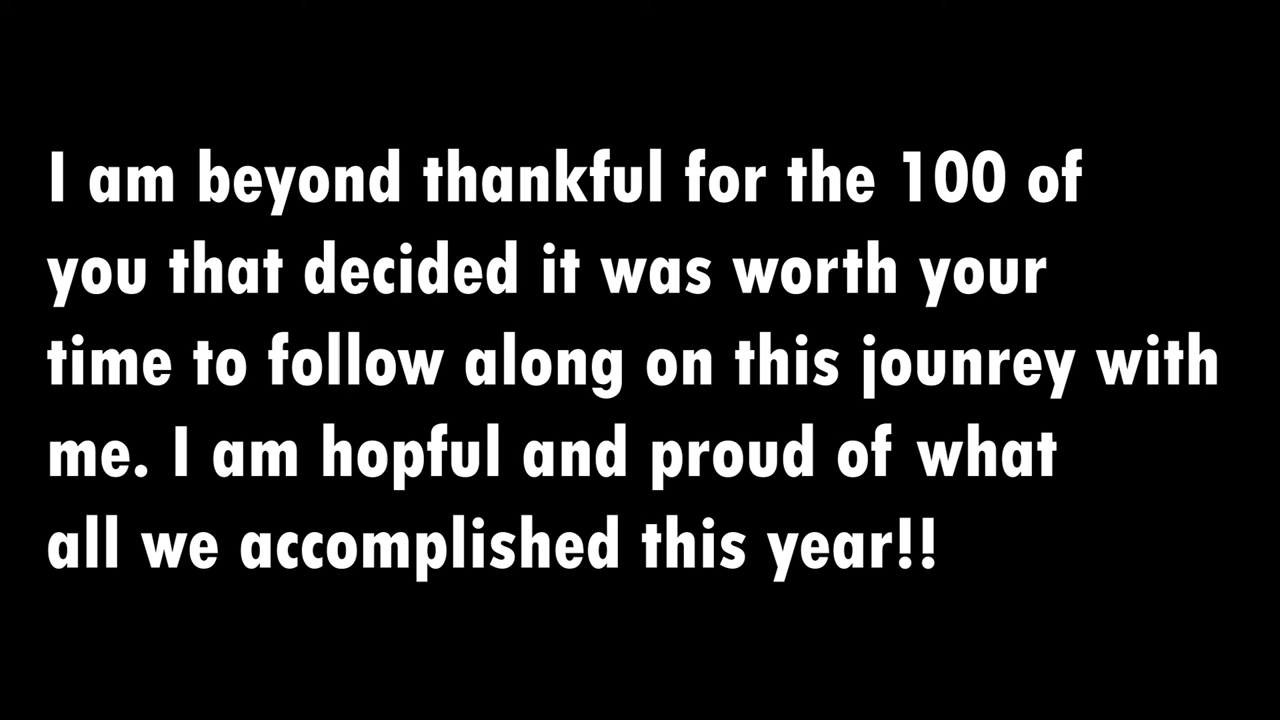 I am beyond thankful for the 100 of
you that decided it was worth your
time to follow along on this jounrey with
me. I am hopful and proud of what
all we accomplished this year!!